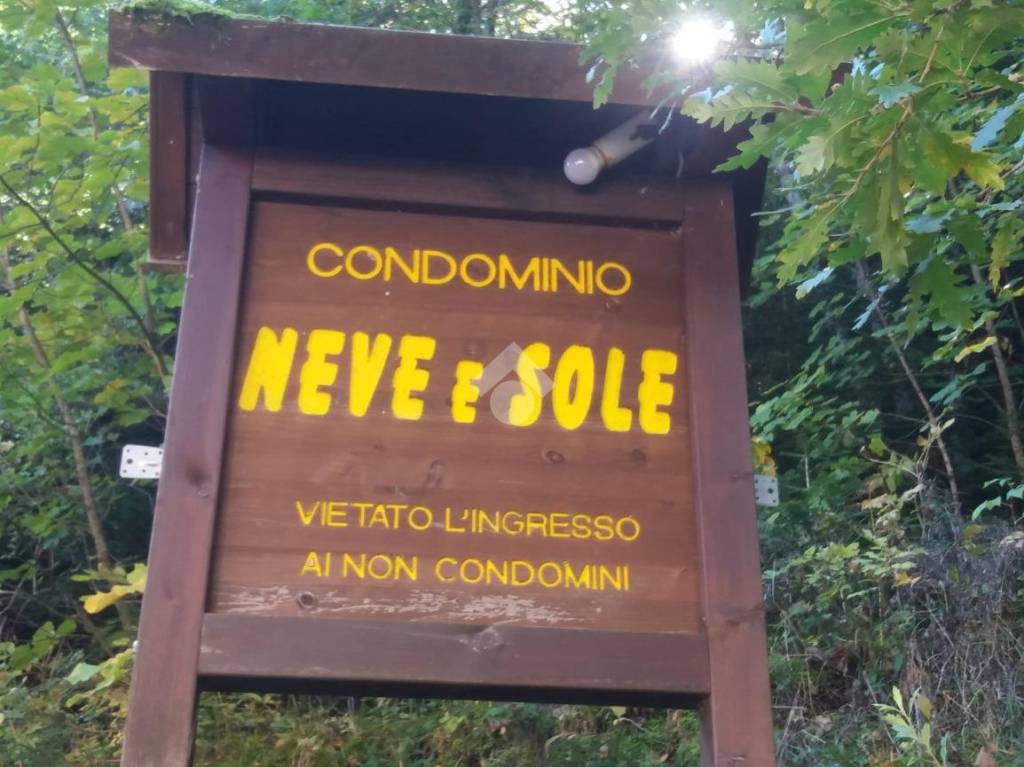 CONDOMINIO
NEVE E SOLE
VIETATO L'INGRESSO
AI NON CONDOMINI